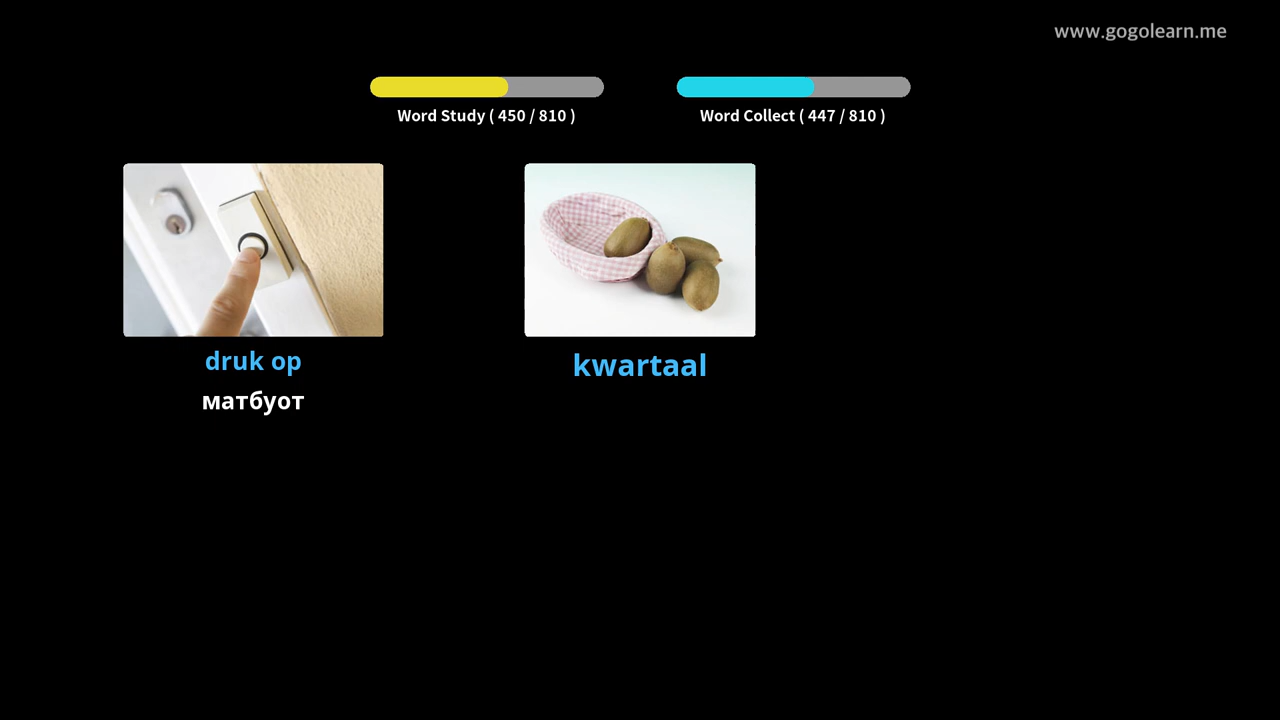 www.gogolearn.me
Word Study ( 450 / 810 )
Word Collect ( 447 / 810 )
druk op
матбуот
kwartaal